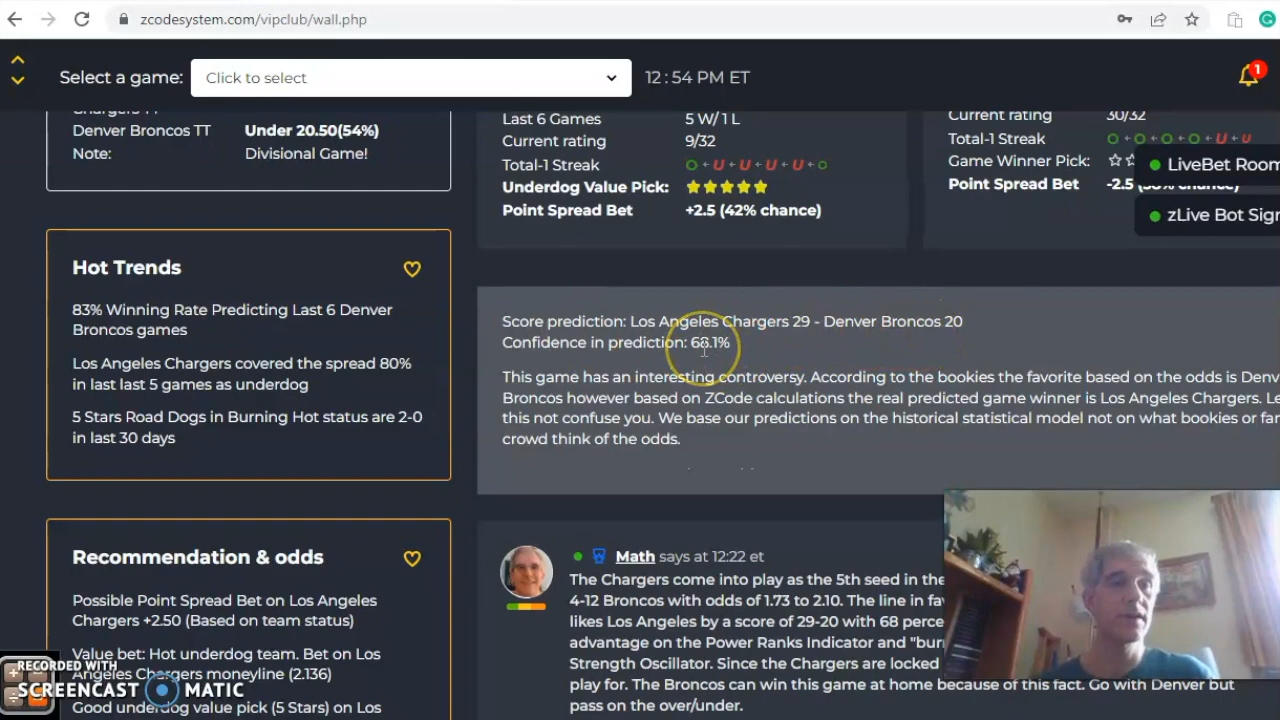 zcodesystem.com/vipclub/wall.php
Select a game: Click to select 12:54 PM ET 1
Denver Broncos TT Under 20.50(54%)
Note: Divisional Game!
Last 6 Games 5 W/ 1 L
Current rating 9/32
Total-1 Streak O U U U U O
Underdog Value Pick:
Point Spread Bet +2.5 (42% chance)
Current rating 30/32
Total-1 Streak O O O O U U
Game Winner Pick:
Point Spread Bet -2.5
LiveBet Room
zLive Bot Sig
Hot Trends
83% Winning Rate Predicting Last 6 Denver
Broncos games
Los Angeles Chargers covered the spread 80%
in last last 5 games as underdog
5 Stars Road Dogs in Burning Hot status are 2-0
in last 30 days
Score prediction: Los Angeles Chargers 29 - Denver Broncos 20
Confidence in prediction: 68.1%
This game has an interesting controversy. According to the bookies the favorite based on the odds is Denv
Broncos however based on ZCode calculations the real predicted game winner is Los Angeles Chargers. Le
this not confuse you. We base our predictions on the historical statistical model not on what bookies or fan
crowd think of the odds.
Recommendation & odds
Possible Point Spread Bet on Los Angeles
Chargers +2.50 (Based on team status)
Value bet: Hot underdog team. Bet on Los
Angeles Chargers moneyline (2.136)
Good underdog value pick (5 Stars) on Los
Math says at 12:22 et
The Chargers come into play as the 5th seed in the
4-12 Broncos with odds of 1.73 to 2.10. The line in fa
likes Los Angeles by a score of 29-20 with 68 perce
advantage on the Power Ranks Indicator and "bur
Strength Oscillator. Since the Chargers are locked
play for. The Broncos can win this game at home because of this fact. Go with Denver but
pass on the over/under.
RECORDED WITH
SCREENCAST MATIC